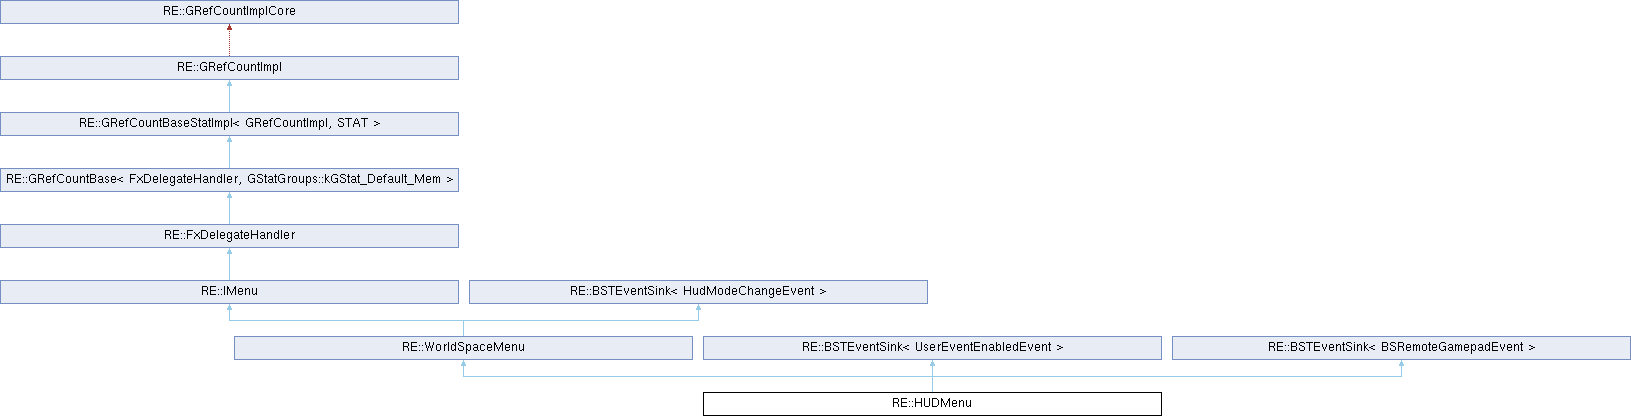 RE::GRefCountImplCore
RE::GRefCountImpl
RE::GRefCountBaseStatImpl< GRefCountImpl, STAT >
RE::GRefCountBase< FxDelegateHandler, GStatGroups::kGStat_Default_Mem >
RE::FxDelegateHandler
RE::IMenu
RE::BSTEventSink< HudModeChangeEvent >
RE::WorldSpaceMenu
RE::BSTEventSink< UserEventEnabledEvent >
RE::BSTEventSink< BSRemoteGamepadEvent >
RE::HUDMenu